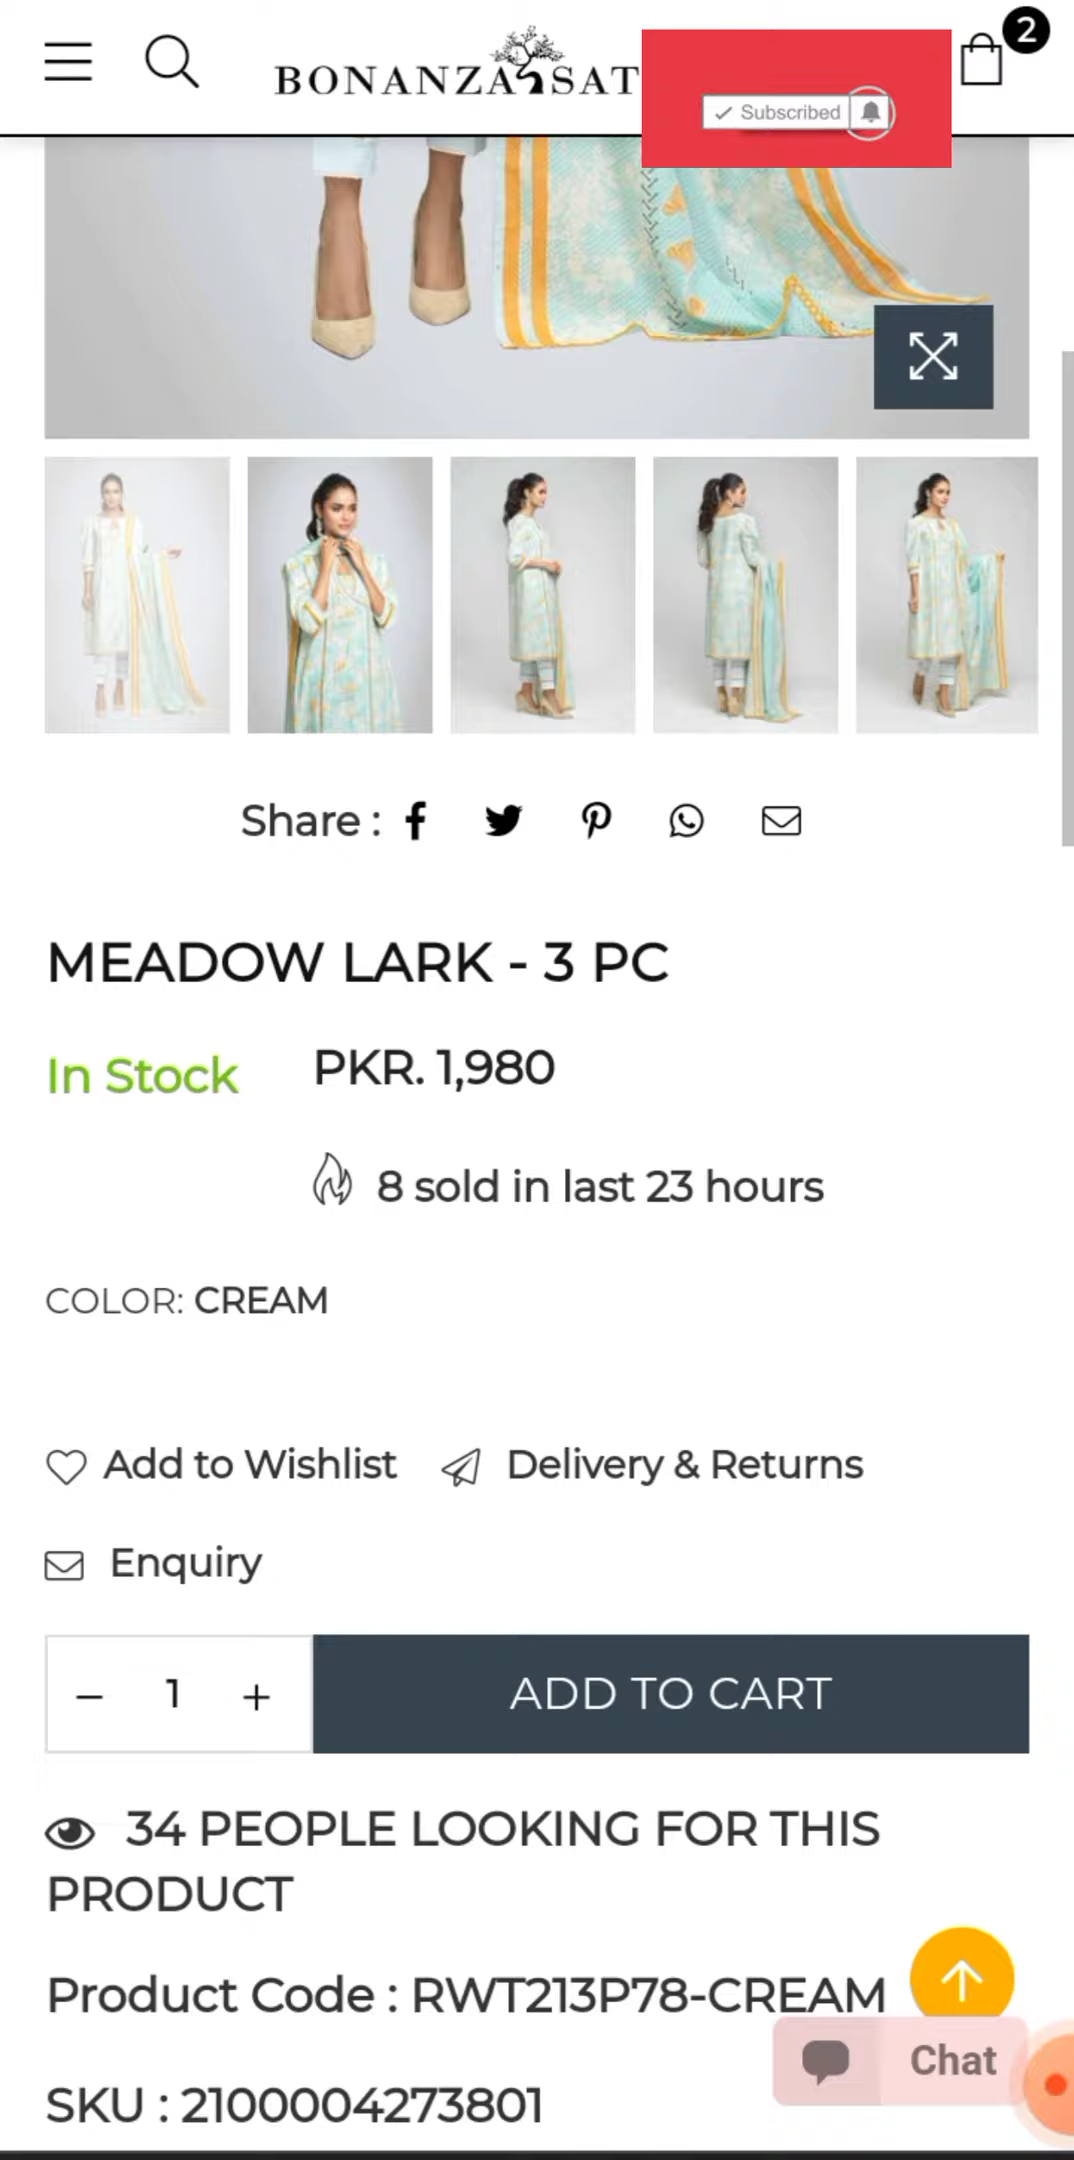 BONANZA SAT
Subscribed
2
Share :
MEADOW LARK - 3 PC
In Stock
PKR. 1,980
8 sold in last 23 hours
COLOR: CREAM
Add to Wishlist
Delivery & Returns
Enquiry
− 1 +
ADD TO CART
34 PEOPLE LOOKING FOR THIS
PRODUCT
Product Code : RWT213P78-CREAM
Chat
SKU : 2100004273801